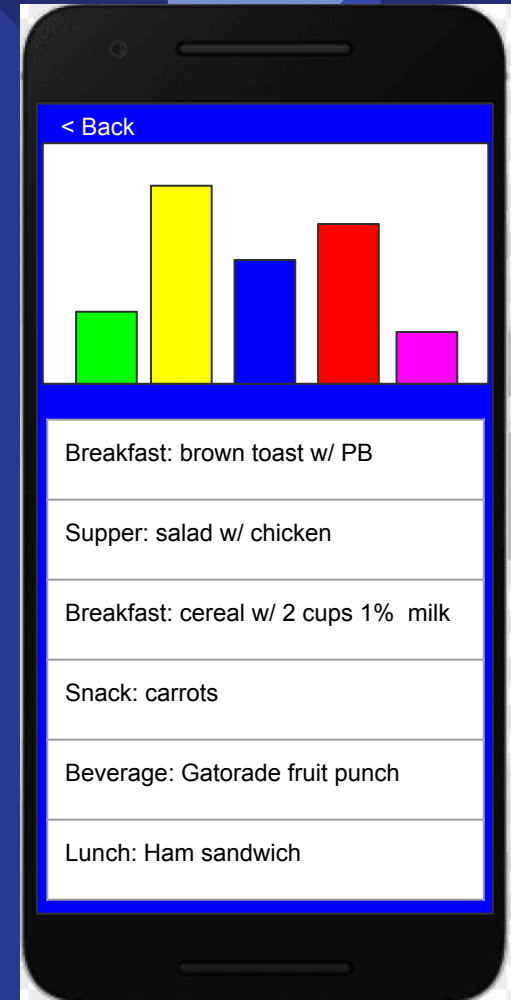 < Back
Breakfast: brown toast w/ PB
Supper: salad w/ chicken
Breakfast: cereal w/ 2 cups 1%  milk
Snack: carrots
Beverage: Gatorade fruit punch
Lunch: Ham sandwich